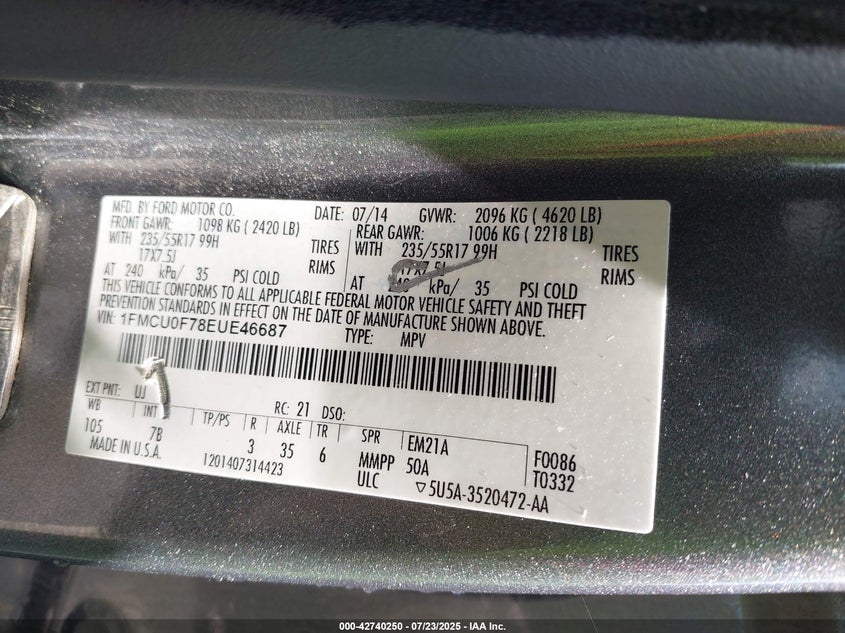 MFD. BY FORD MOTOR CO. DATE: 07/14 GVWR: 2096 KG ( 4620 LB)
FRONT GAWR: 1098 KG ( 2420 LB) REAR GAWR: 1006 KG ( 2218 LB)
WITH 235/55R17 99H TIRES WITH 235/55R17 99H TIRES
17X7.5J RIMS 17X7.5J RIMS
AT 240 kPa/ 35 PSI COLD AT 240 kPa/ 35 PSI COLD
THIS VEHICLE CONFORMS TO ALL APPLICABLE FEDERAL MOTOR VEHICLE SAFETY AND THEFT
PREVENTION STANDARDS IN EFFECT ON THE DATE OF MANUFACTURE SHOWN ABOVE.
VIN: 1FMCU0F78EUE46687 TYPE: MPV
EXT PNT: UJ RC: 21 DSO:
WB INT TP/PS R AXLE TR SPR EM21A F0086
105 7B 3 35 6 MMPP 50A T0332
MADE IN U.S.A. 1201407314423 ULC ▽5U5A-3520472-AA
000-42740250 | 07/23/2025 - IAA Inc.